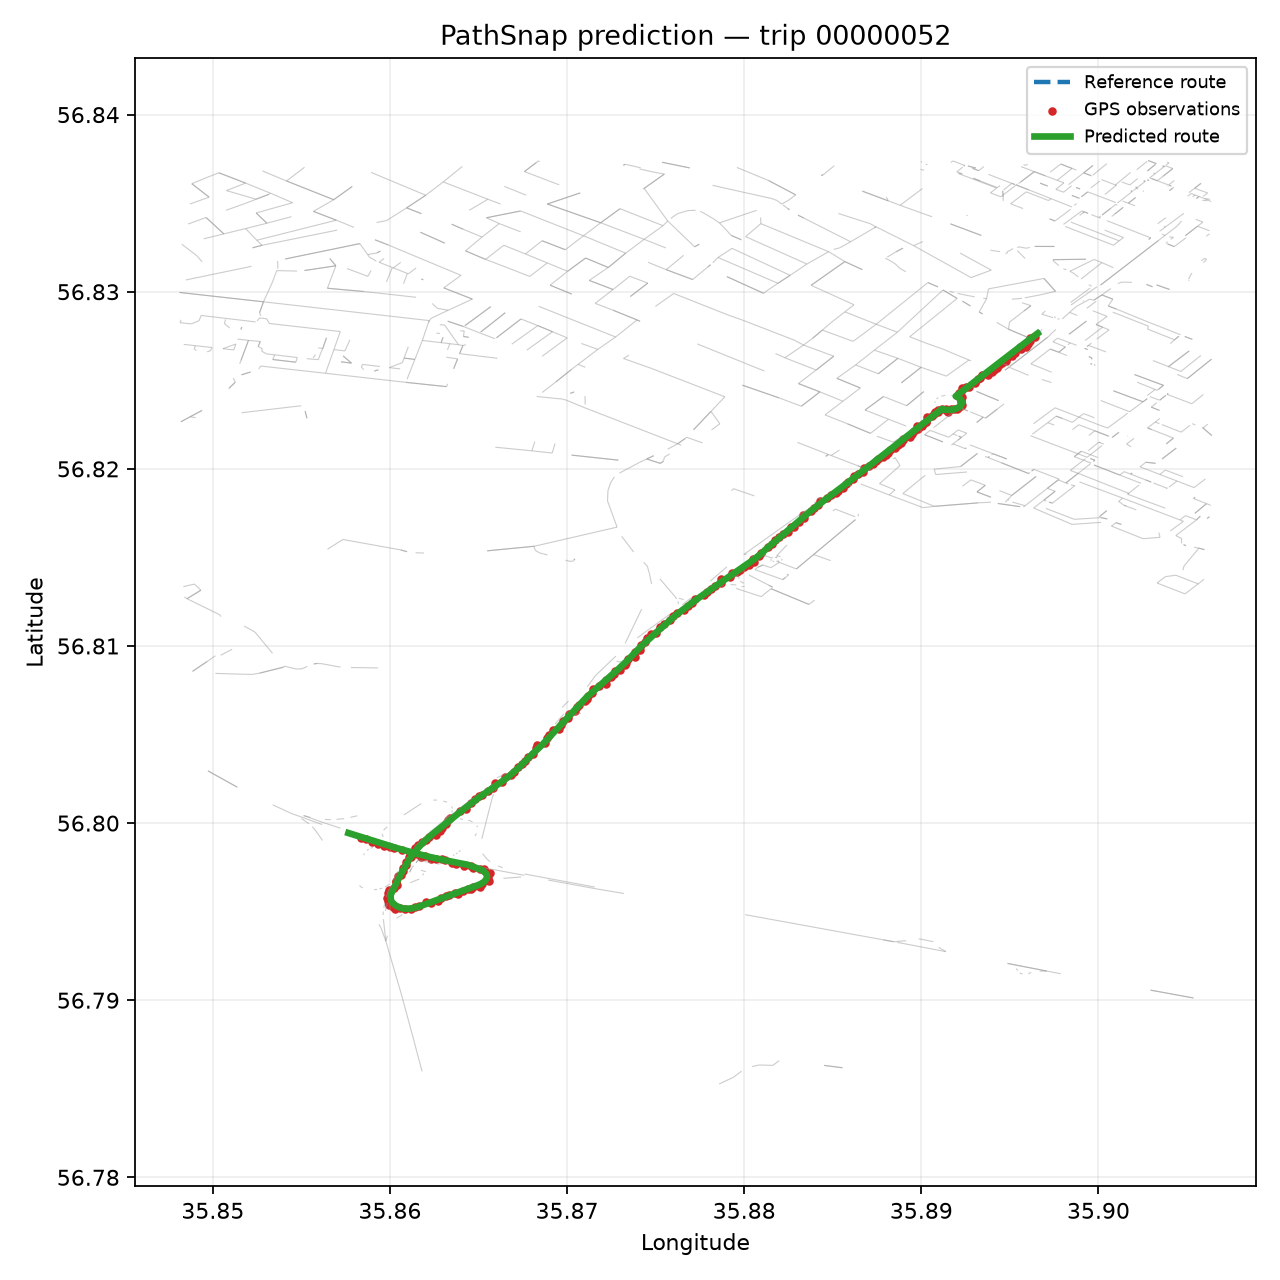 PathSnap prediction — trip 00000052
Reference route
GPS observations
Predicted route
56.84
56.83
56.82
56.81
56.80
56.79
56.78
Latitude
35.85
35.86
35.87
35.88
35.89
35.90
Longitude